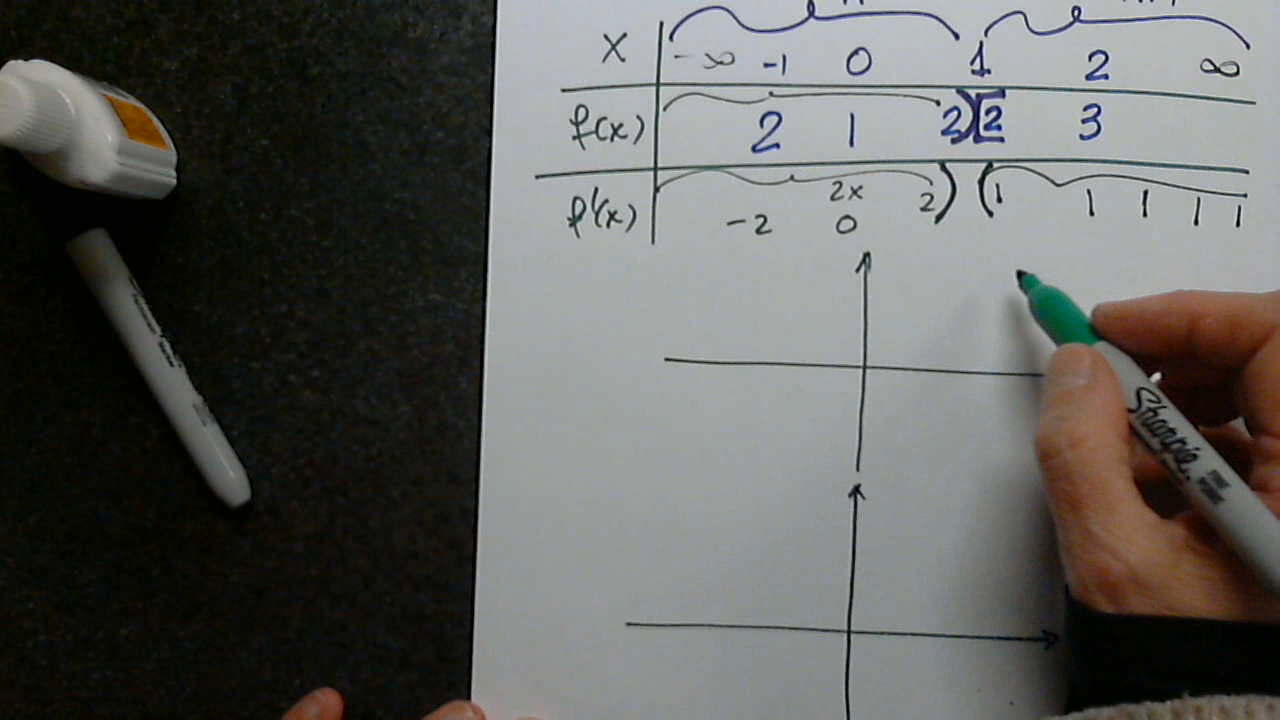 x -∞ -1 0 1 2 ∞
f(x) 2 1 2) [2 3
f'(x) -2 2x 0 2) (1 1 1 1 1
Sharpie